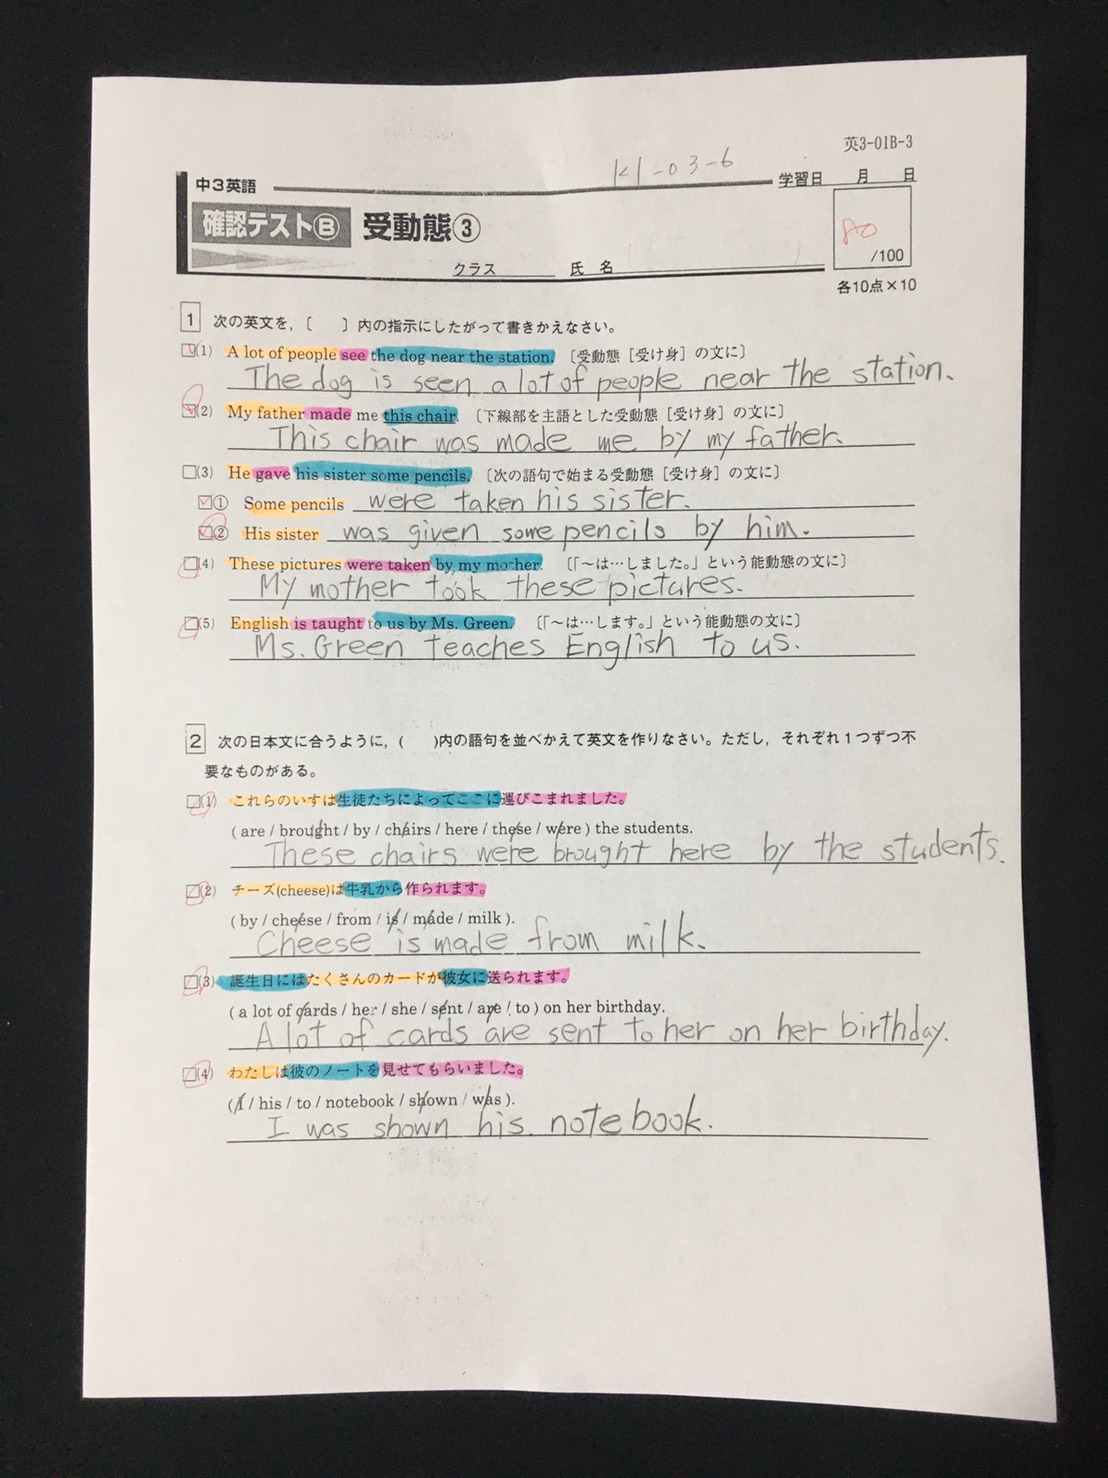 英3-01B-3
K1-03-6
学習日　月　日
中3英語
確認テストⒷ 受動態③
80
/100
クラス　氏 名
各10点×10
1 次の英文を,〔　〕内の指示にしたがって書きかえなさい。
(1) A lot of people see the dog near the station.〔受動態［受け身］の文に〕
The dog is seen a lot of people near the station.
(2) My father made me this chair.〔下線部を主語とした受動態［受け身］の文に〕
This chair was made me by my father.
(3) He gave his sister some pencils.〔次の語句で始まる受動態［受け身］の文に〕
① Some pencils were taken his sister.
② His sister was given some pencils by him.
(4) These pictures were taken by my mother.〔「～は…しました。」という能動態の文に〕
My mother took these pictures.
(5) English is taught to us by Ms. Green.〔「～は…します。」という能動態の文に〕
Ms. Green teaches English to us.
2 次の日本文に合うように,(　)内の語句を並べかえて英文を作りなさい。ただし, それぞれ1つずつ不
要なものがある。
(1) これらのいすは生徒たちによってここに運びこまれました。
( are / brought / by / chairs / here / these / were ) the students.
These chairs were brought here by the students.
(2) チーズ(cheese)は牛乳から作られます。
( by / cheese / from / is / made / milk ).
Cheese is made from milk.
(3) 誕生日にはたくさんのカードが彼女に送られます。
( a lot of cards / her / she / sent / are / to ) on her birthday.
A lot of cards are sent to her on her birthday.
(4) わたしは彼のノートを見せてもらいました。
( I / his / to / notebook / shown / was ).
I was shown his notebook.